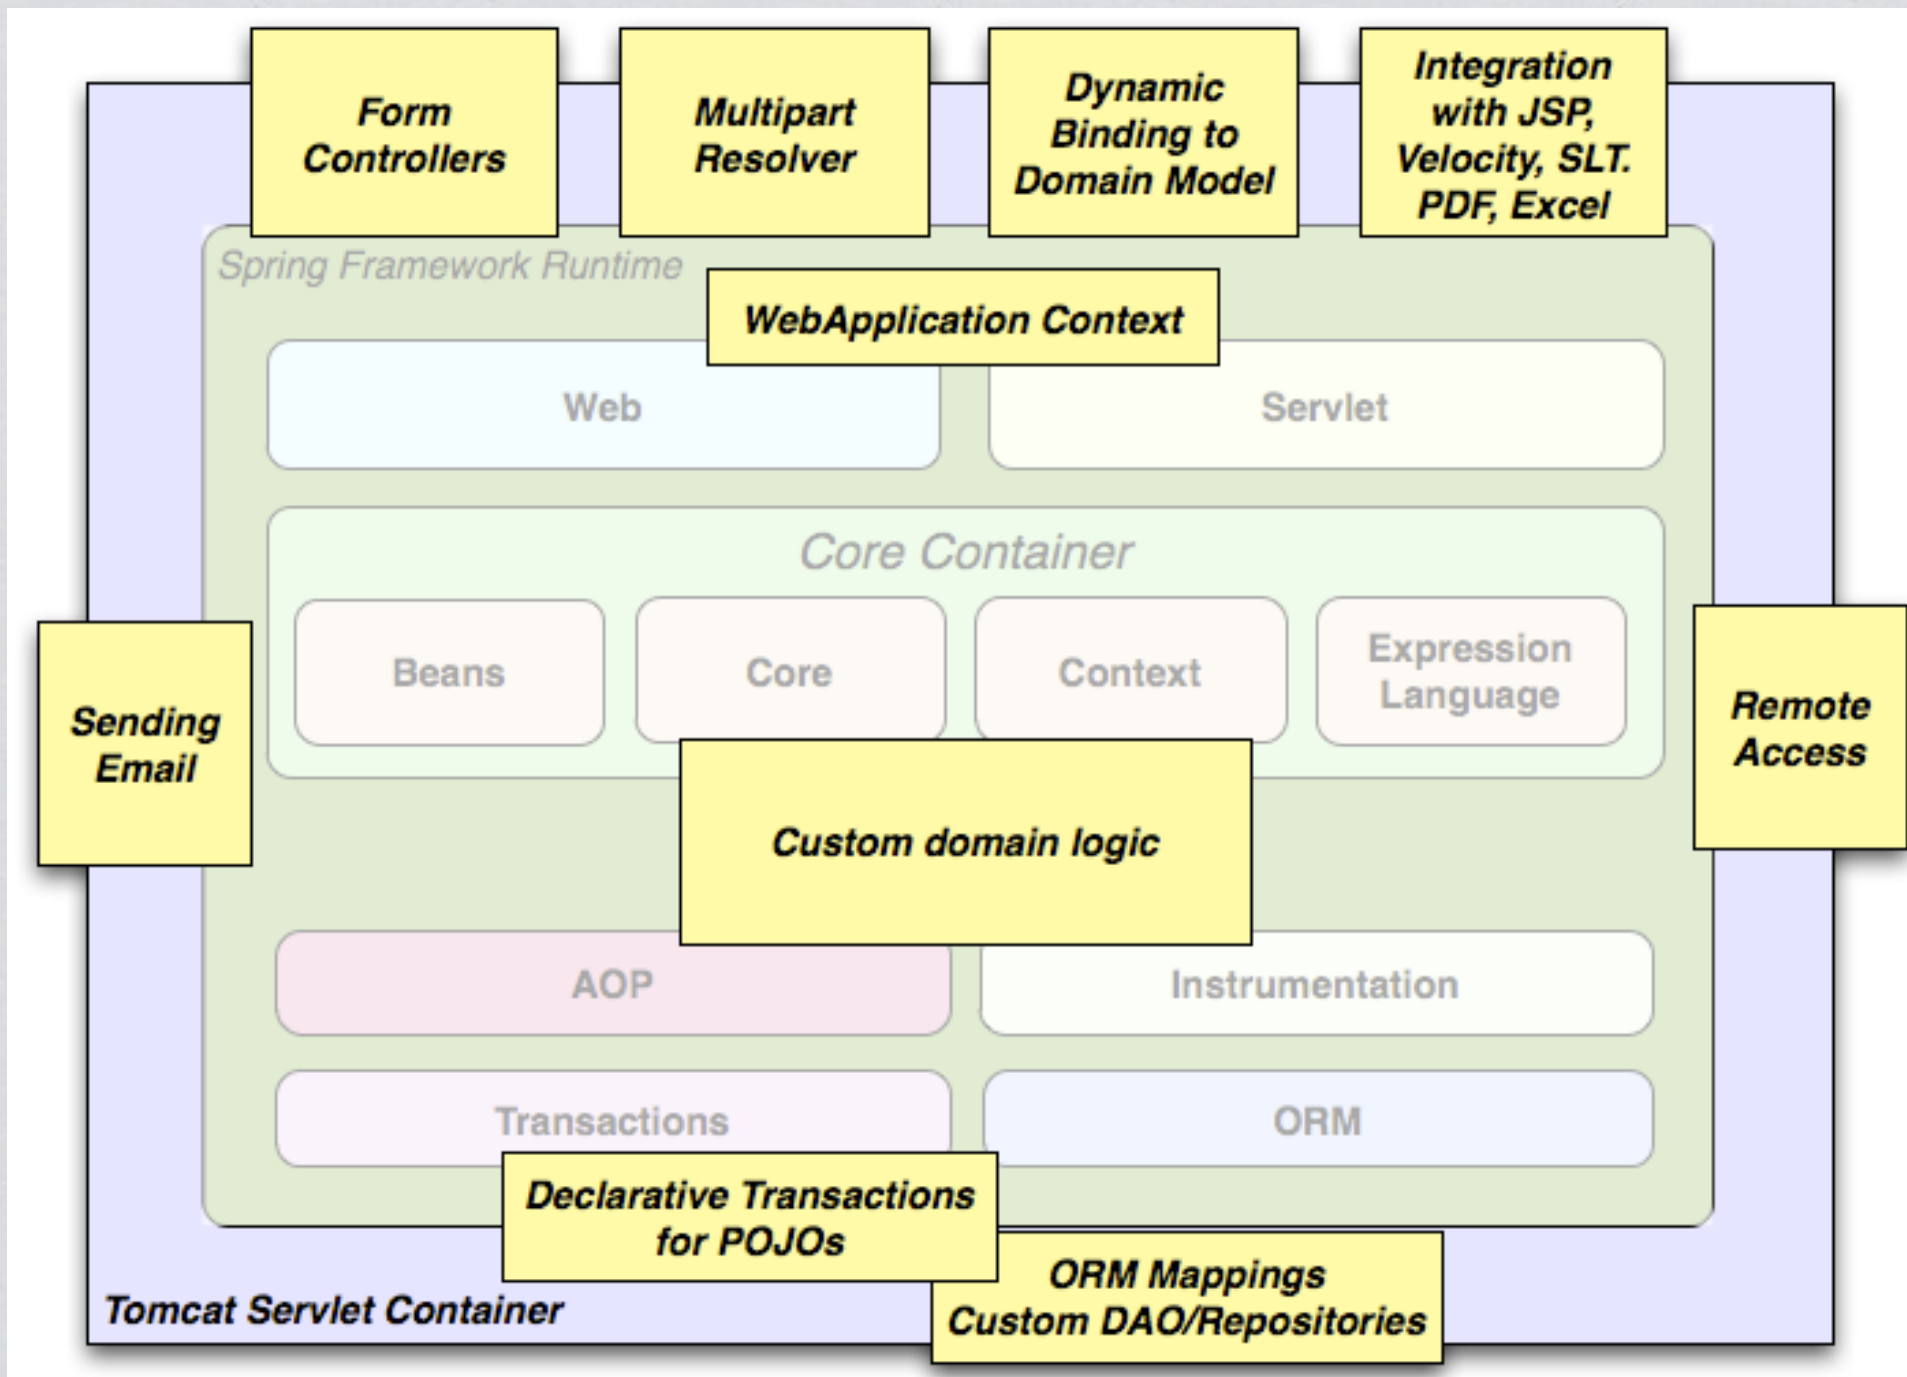 Form
Controllers
Multipart
Resolver
Dynamic
Binding to
Domain Model
Integration
with JSP,
Velocity, SLT.
PDF, Excel
Spring Framework Runtime
WebApplication Context
Web
Servlet
Core Container
Beans
Core
Context
Expression
Language
Sending
Email
Remote
Access
Custom domain logic
AOP
Instrumentation
Transactions
ORM
Declarative Transactions
for POJOs
ORM Mappings
Custom DAO/Repositories
Tomcat Servlet Container